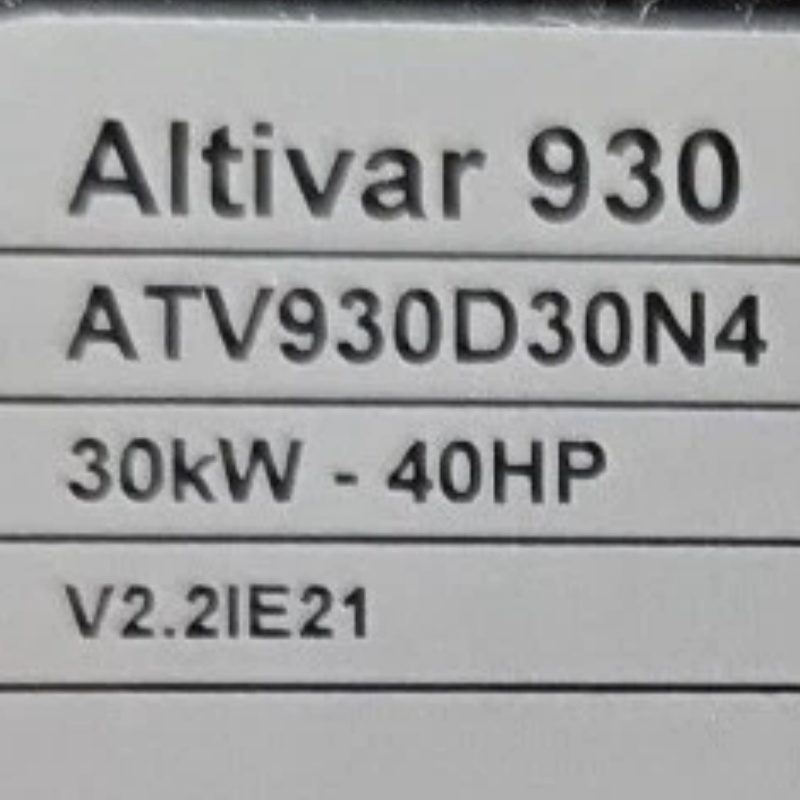 Altivar 930
ATV930D30N4
30kW - 40HP
V2.2IE21